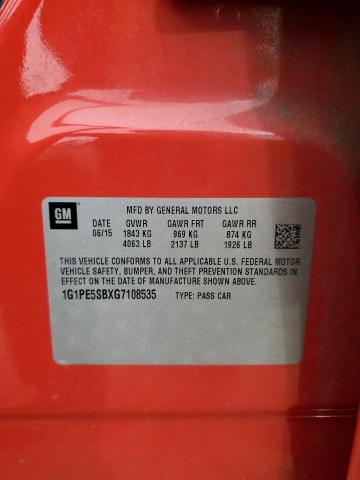 GM
MFD BY GENERAL MOTORS LLC
DATE GVWR GAWR FRT GAWR RR
06/15 1843 KG 969 KG 874 KG
4063 LB 2137 LB 1926 LB
THIS VEHICLE CONFORMS TO ALL APPLICABLE U.S. FEDERAL MOTOR
VEHICLE SAFETY, BUMPER, AND THEFT PREVENTION STANDARDS IN
EFFECT ON THE DATE OF MANUFACTURE SHOWN ABOVE.
1G1PE5SBXG7108535 TYPE: PASS CAR